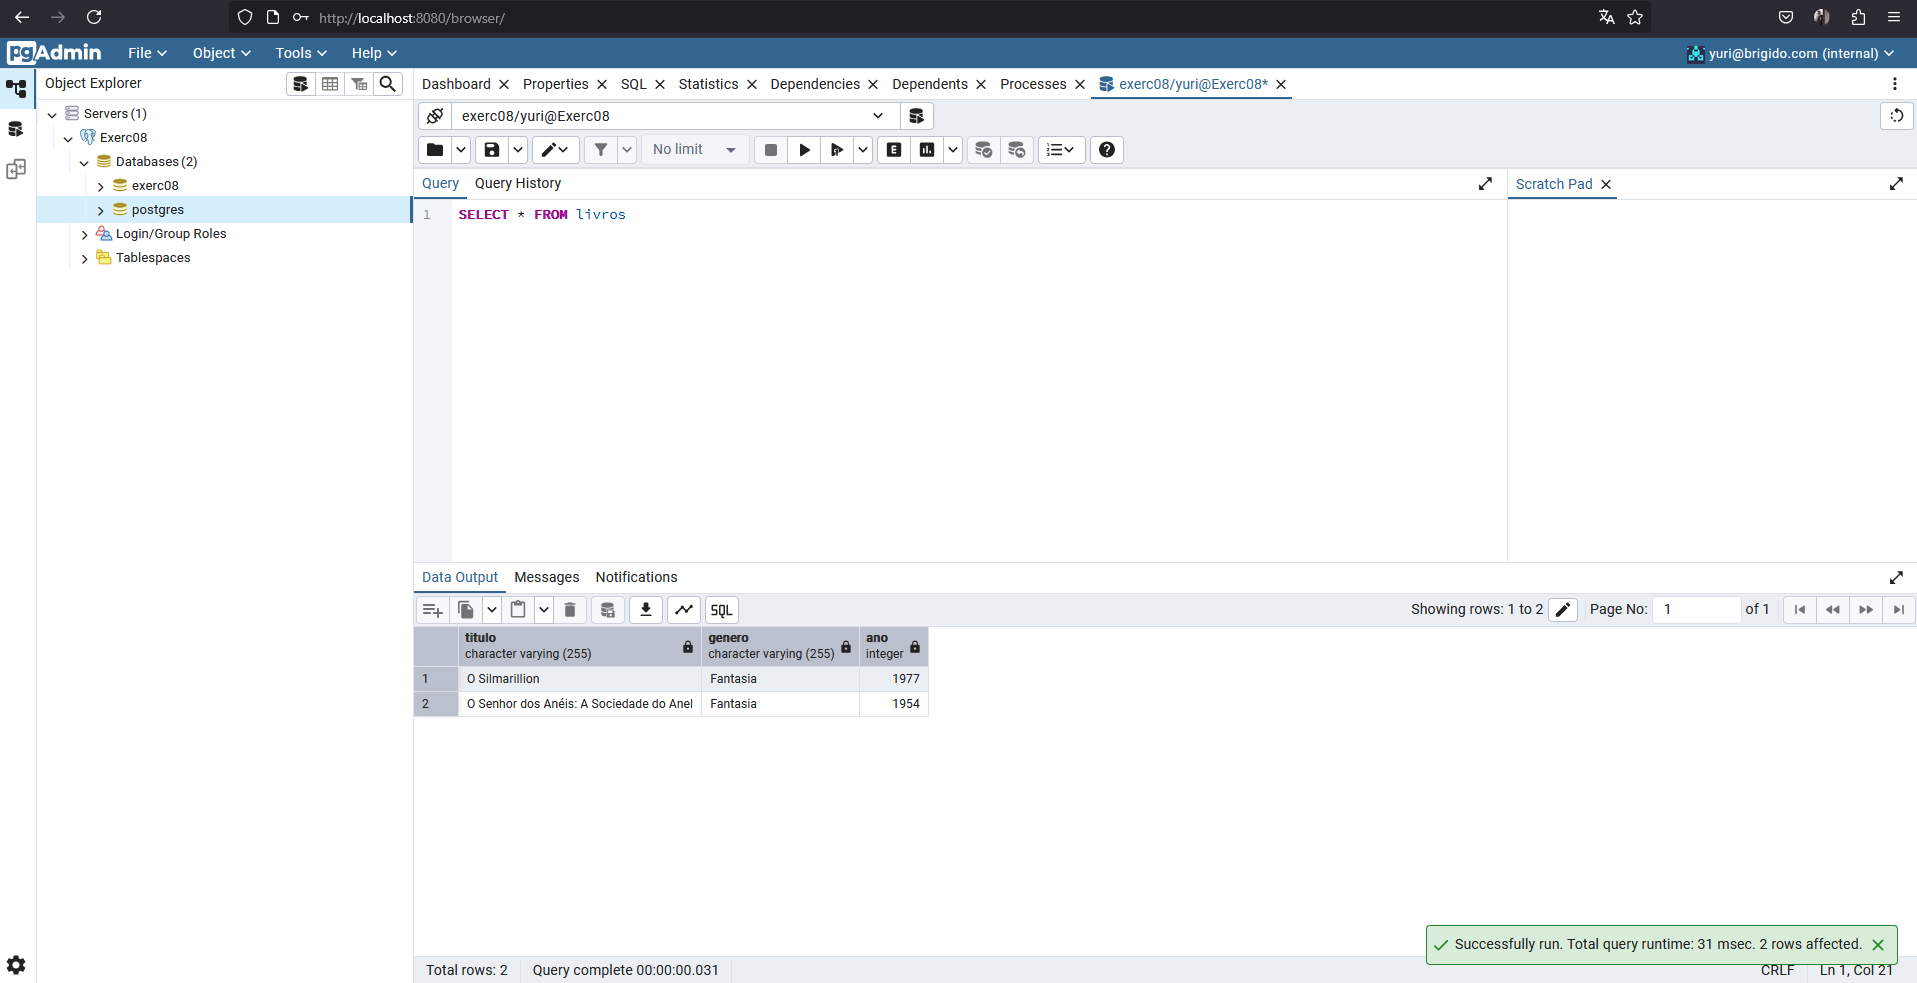 http://localhost:8080/browser/
pgAdmin File Object Tools Help yuri@brigido.com (internal)
Object Explorer
Servers (1)
Exerc08
Databases (2)
exerc08
postgres
Login/Group Roles
Tablespaces
Dashboard Properties SQL Statistics Dependencies Dependents Processes exerc08/yuri@Exerc08*
exerc08/yuri@Exerc08
No limit E
Query Query History
Scratch Pad
1 SELECT * FROM livros
Data Output Messages Notifications
SQL Showing rows: 1 to 2 Page No: 1 of 1
titulo genero ano
character varying (255) character varying (255) integer
1 O Silmarillion Fantasia 1977
2 O Senhor dos Anéis: A Sociedade do Anel Fantasia 1954
Successfully run. Total query runtime: 31 msec. 2 rows affected.
Total rows: 2 Query complete 00:00:00.031 CRLF Ln 1, Col 21